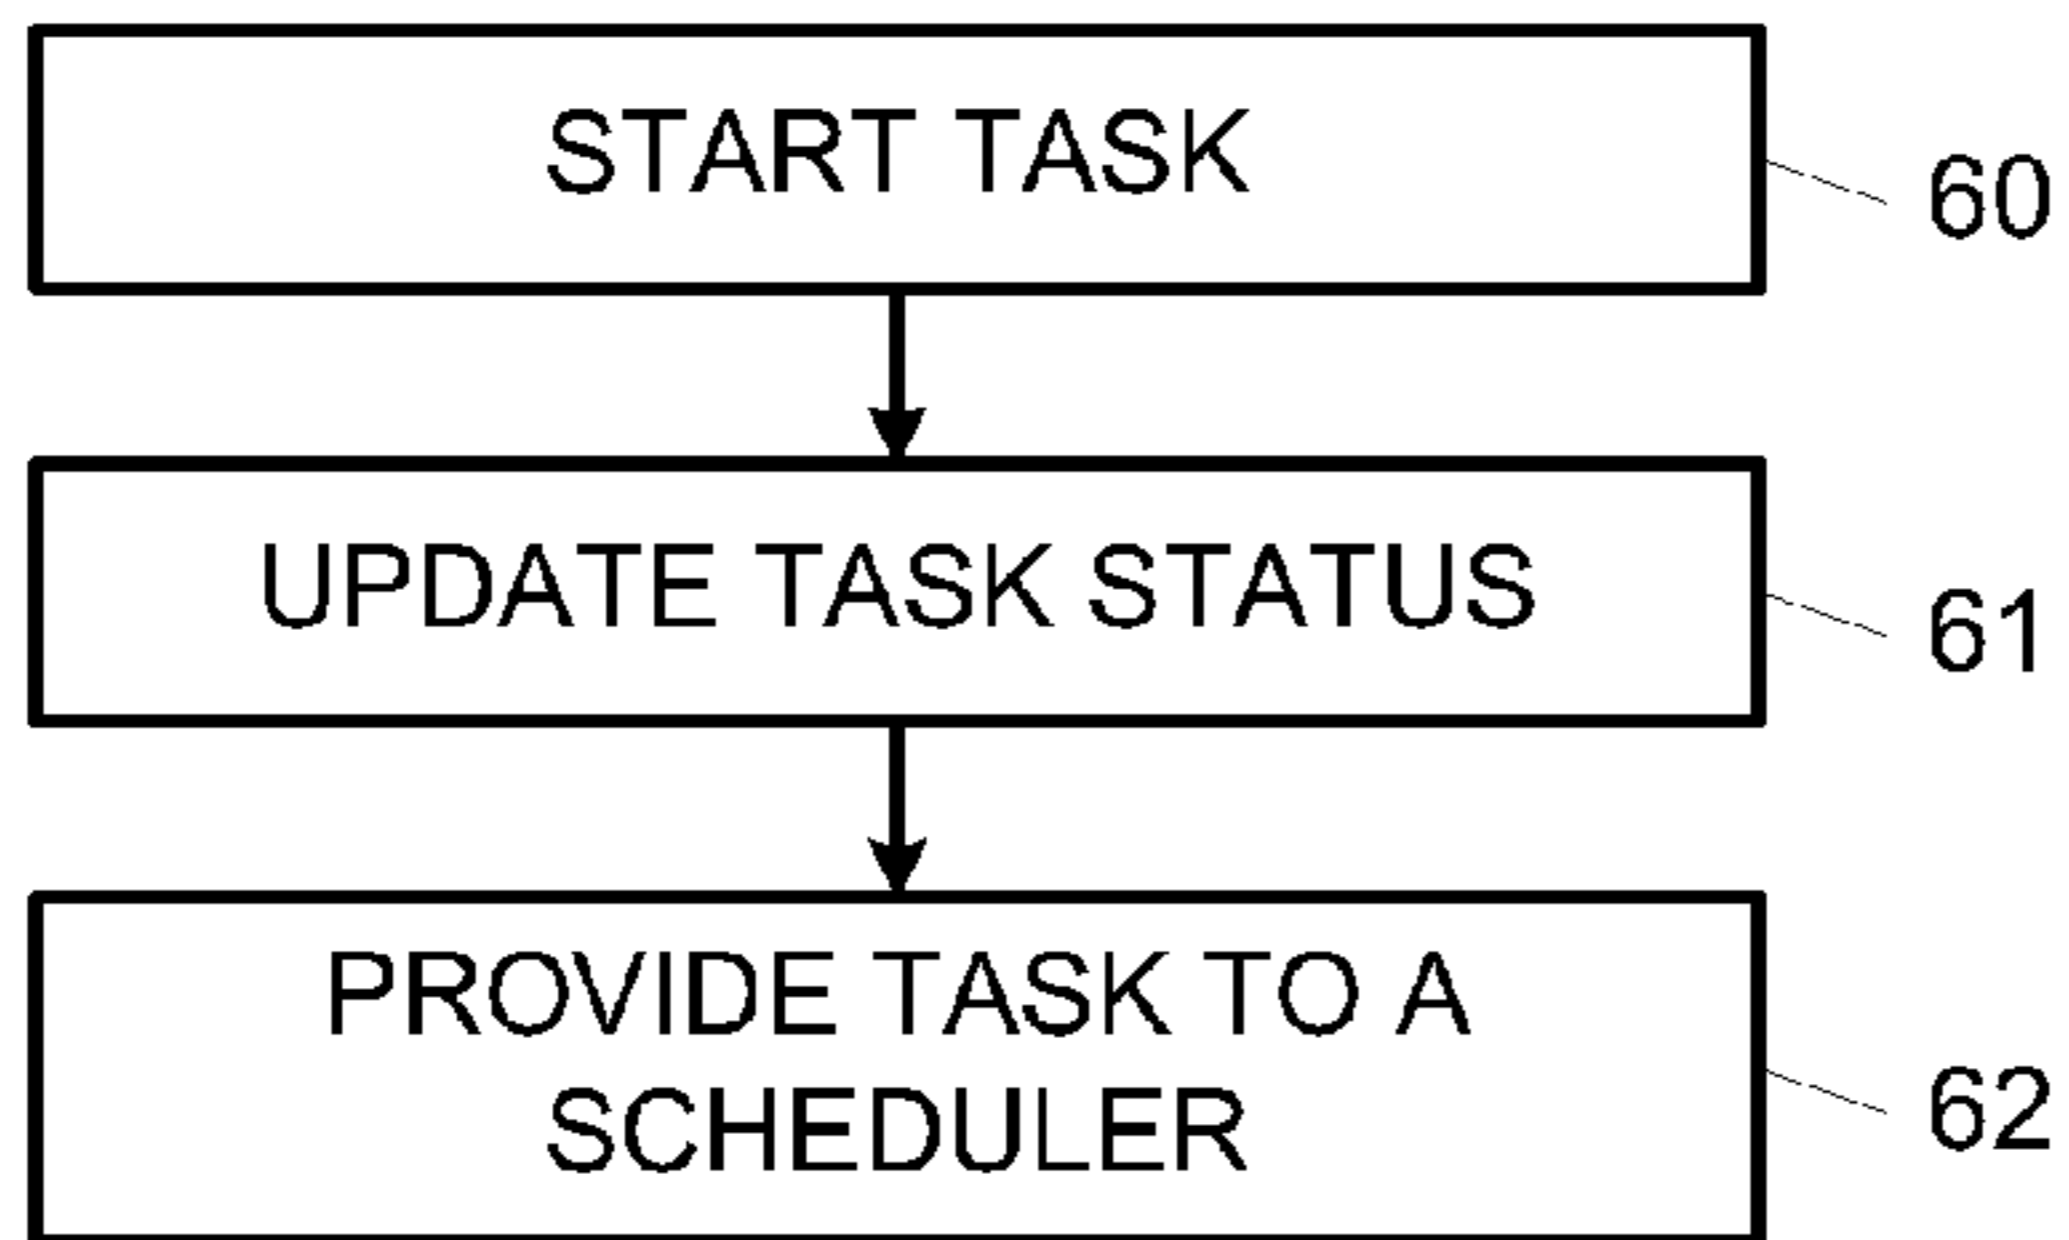 START TASK
60
UPDATE TASK STATUS
61
PROVIDE TASK TO A
SCHEDULER
62